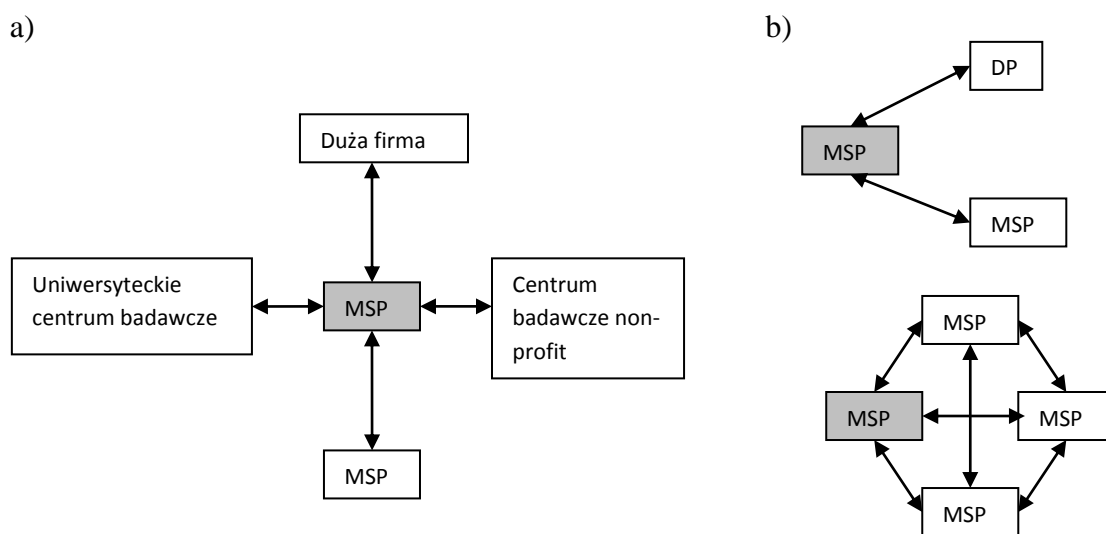 a)
Duża firma
Uniwersyteckie
centrum badawcze
MSP
Centrum
badawcze non-
profit
MSP
b)
DP
MSP
MSP
MSP
MSP
MSP
MSP